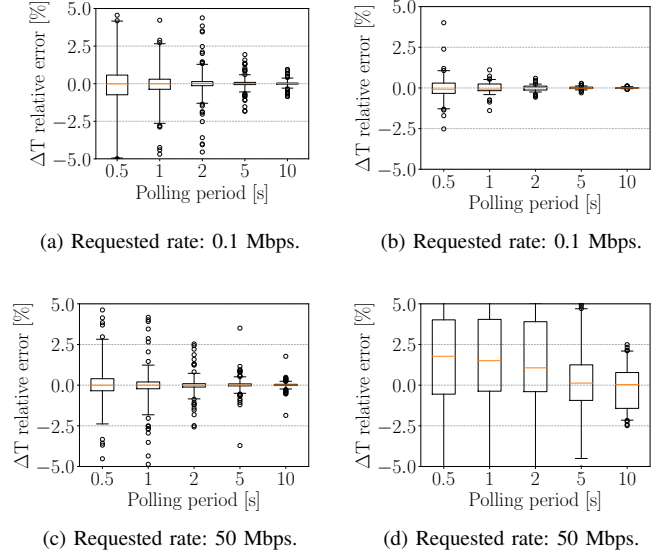 5.0
2.5
0.0
−2.5
−5.0
ΔT relative error [%]
0.5 1 2 5 10
Polling period [s]
(a) Requested rate: 0.1 Mbps.
5.0
2.5
0.0
−2.5
−5.0
ΔT relative error [%]
0.5 1 2 5 10
Polling period [s]
(b) Requested rate: 0.1 Mbps.
5.0
2.5
0.0
−2.5
−5.0
ΔT relative error [%]
0.5 1 2 5 10
Polling period [s]
(c) Requested rate: 50 Mbps.
5.0
2.5
0.0
−2.5
−5.0
ΔT relative error [%]
0.5 1 2 5 10
Polling period [s]
(d) Requested rate: 50 Mbps.